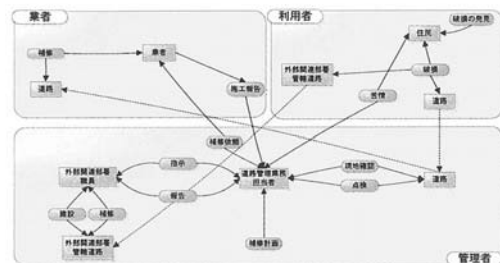 業者
利用者
破損の発見
住民
補修
業者
外部関連部署
管轄道路
破損
道路
施工報告
苦情
道路
補修依頼
外部関連部署
職員
指示
道路管理業務
担当者
現地確認
道路
報告
点検
建設
補修
外部関連部署
管轄道路
補修計画
管理者